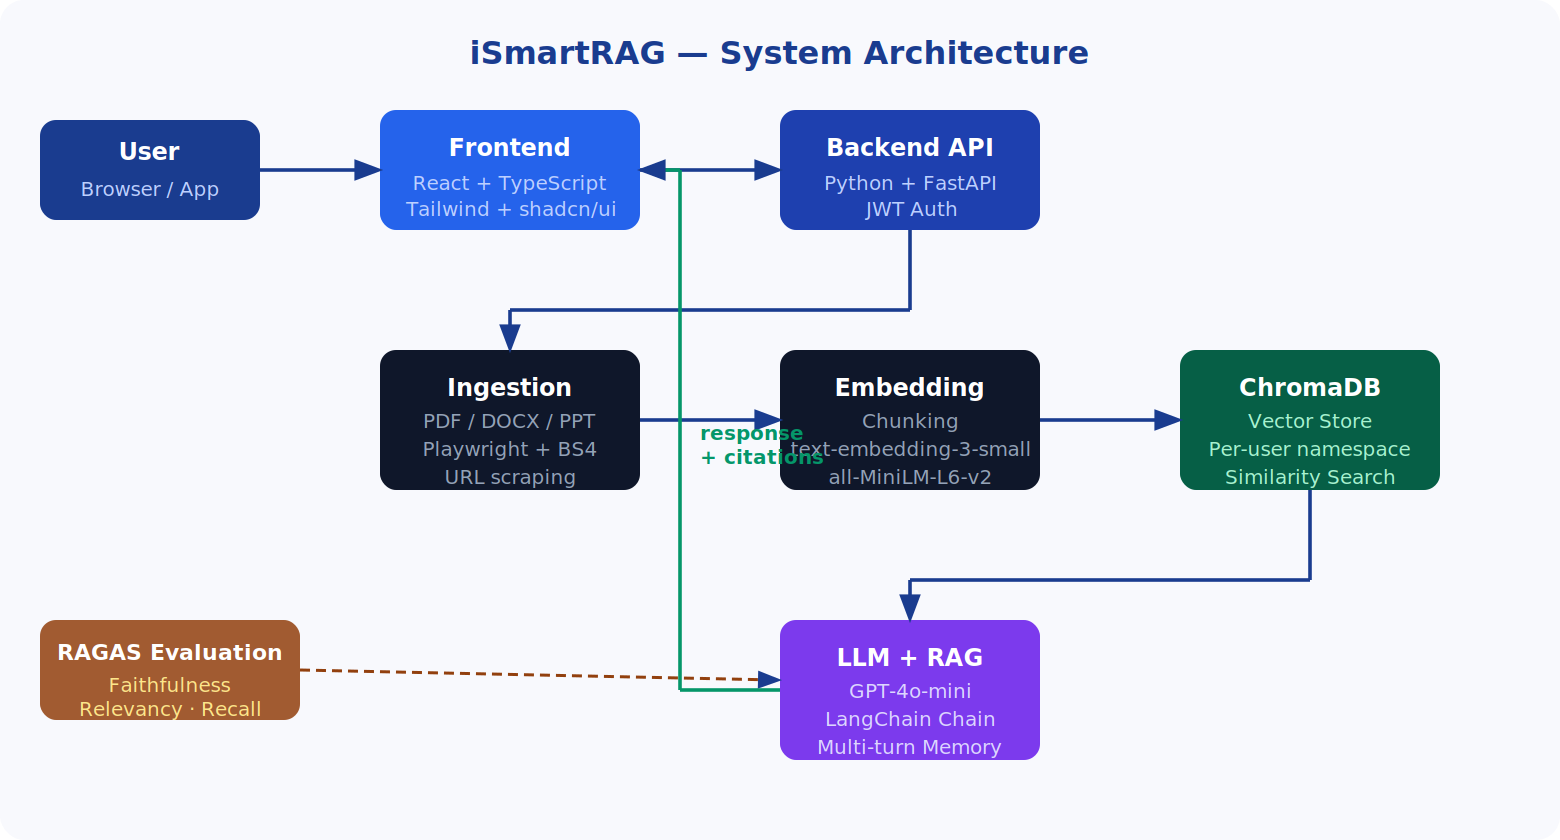 iSmartRAG — System Architecture
User
Browser / App
Frontend
React + TypeScript
Tailwind + shadcn/ui
Backend API
Python + FastAPI
JWT Auth
Ingestion
PDF / DOCX / PPT
Playwright + BS4
URL scraping
response
+ citations
Embedding
Chunking
text-embedding-3-small
all-MiniLM-L6-v2
ChromaDB
Vector Store
Per-user namespace
Similarity Search
RAGAS Evaluation
Faithfulness
Relevancy · Recall
LLM + RAG
GPT-4o-mini
LangChain Chain
Multi-turn Memory